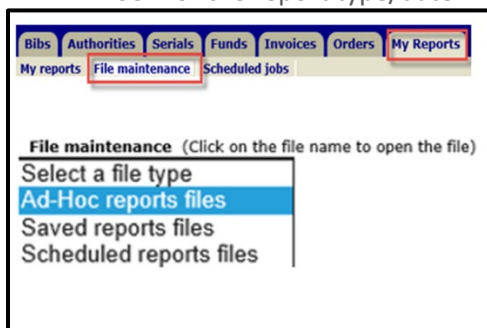 Bibs Authorities Serials Funds Invoices Orders My Reports
My reports File maintenance Scheduled jobs
File maintenance (Click on the file name to open the file)
Select a file type
Ad-Hoc reports files
Saved reports files
Scheduled reports files